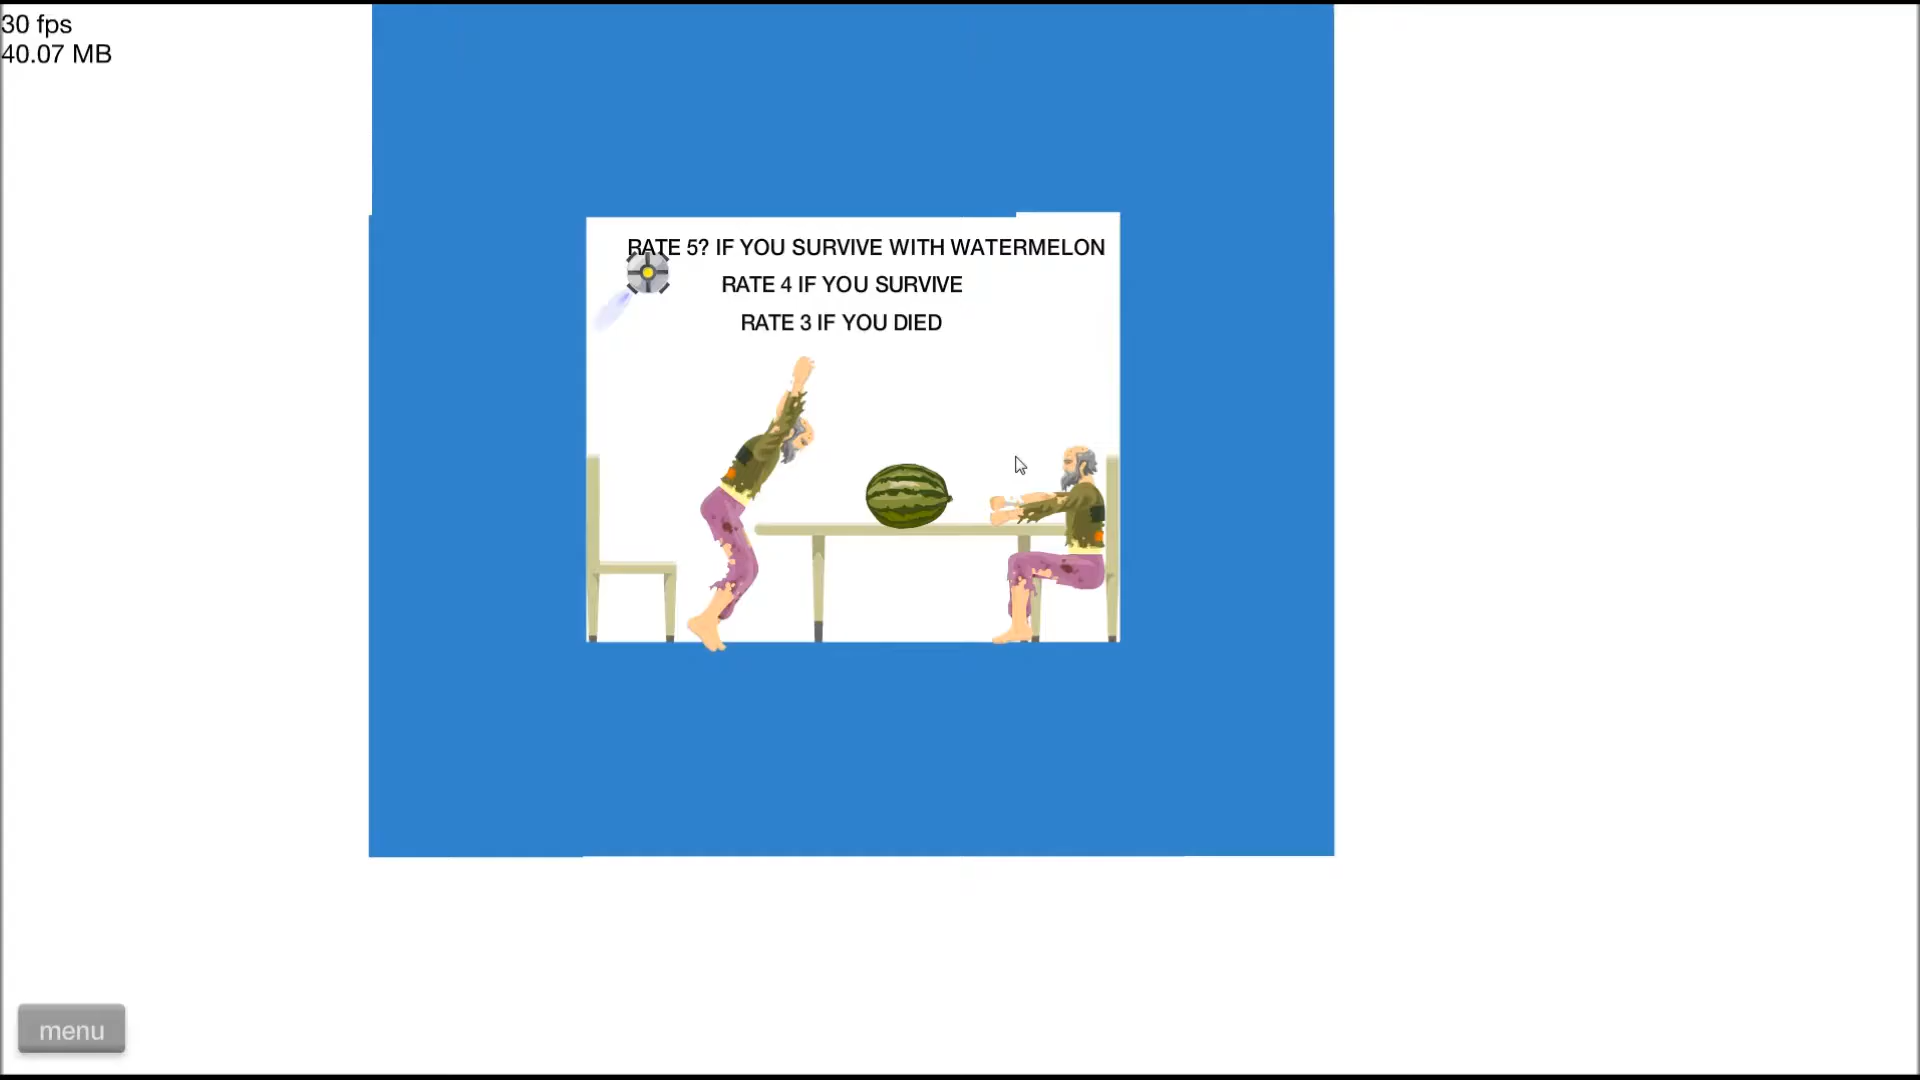 30 fps
40.07 MB
RATE 5? IF YOU SURVIVE WITH WATERMELON
RATE 4 IF YOU SURVIVE
RATE 3 IF YOU DIED
menu